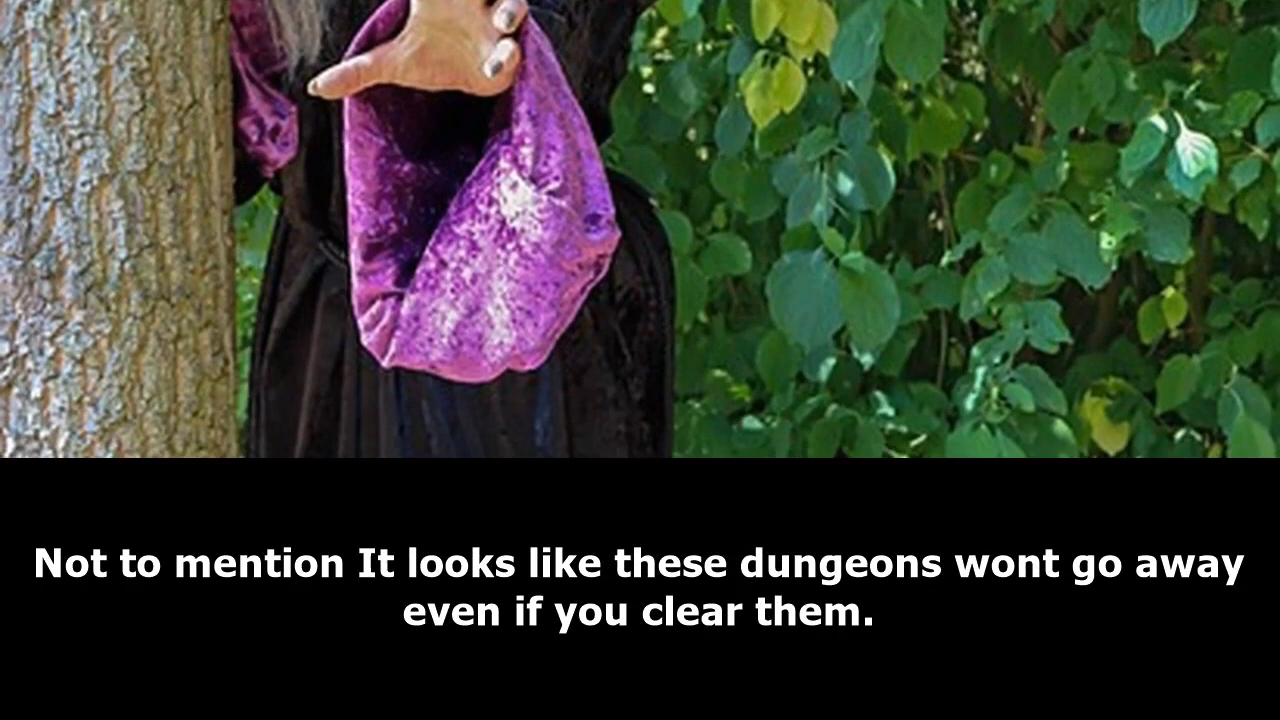 Not to mention It looks like these dungeons wont go away
even if you clear them.